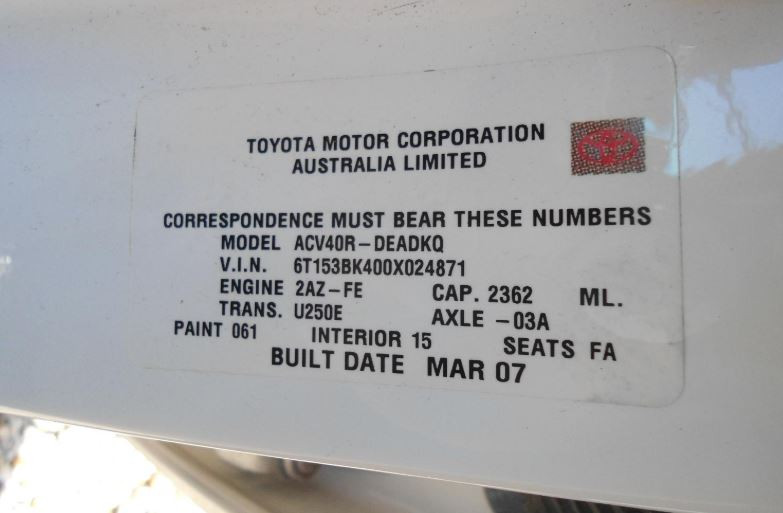 TOYOTA MOTOR CORPORATION
AUSTRALIA LIMITED
CORRESPONDENCE MUST BEAR THESE NUMBERS
MODEL ACV40R-DEADKQ
V.I.N. 6T153BK400X024871
ENGINE 2AZ-FE CAP. 2362 ML.
TRANS. U250E AXLE -03A
PAINT 061 INTERIOR 15 SEATS FA
BUILT DATE MAR 07